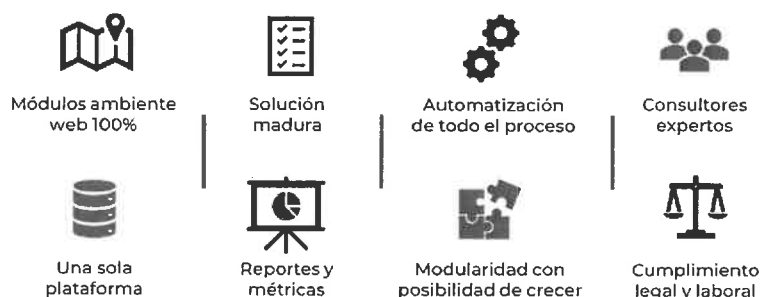 Módulos ambiente
web 100%
Solución
madura
Automatización
de todo el proceso
Consultores
expertos
Una sola
plataforma
Reportes y
métricas
Modularidad con
posibilidad de crecer
Cumplimiento
legal y laboral